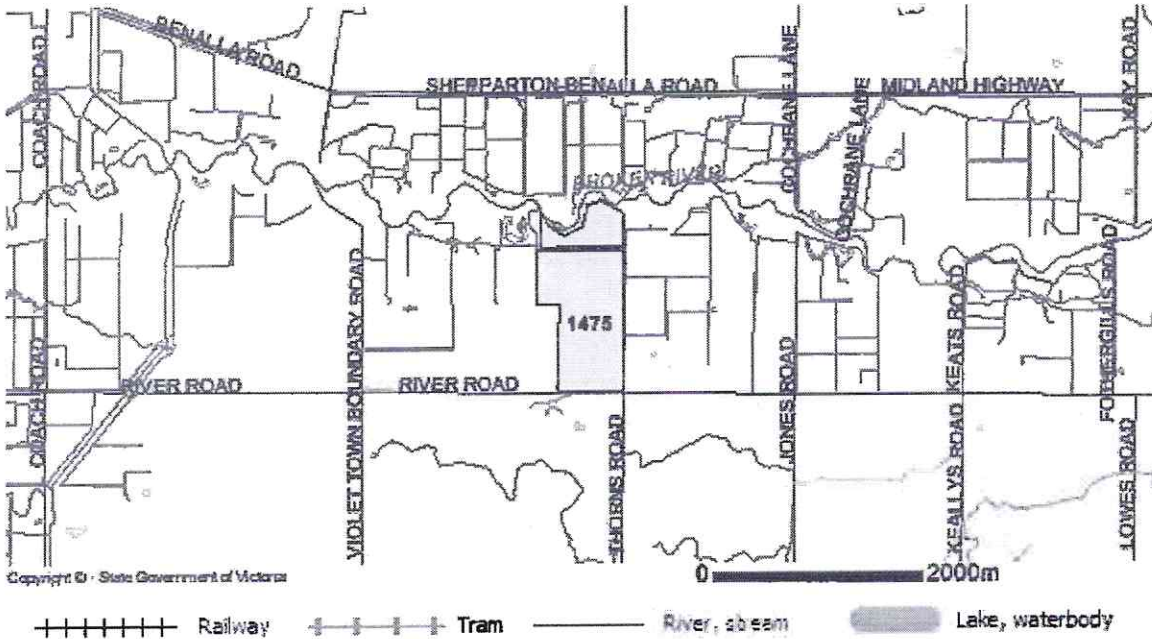 BENALLA ROAD
COACH ROAD
SHEPPARTON-BENALLA ROAD
COCHRANE LANE
MIDLAND HIGHWAY
KAY ROAD
BROKEN RIVER
COCHRANE LANE
VIOLET TOWN BOUNDARY ROAD
1475
KEATS ROAD
FODHERGILLS ROAD
COACH ROAD
RIVER ROAD
RIVER ROAD
THORNS ROAD
JONES ROAD
KEALLYS ROAD
LOWES ROAD
Copyright © - State Government of Victoria
0 2000m
Railway Tram River, stream Lake, waterbody